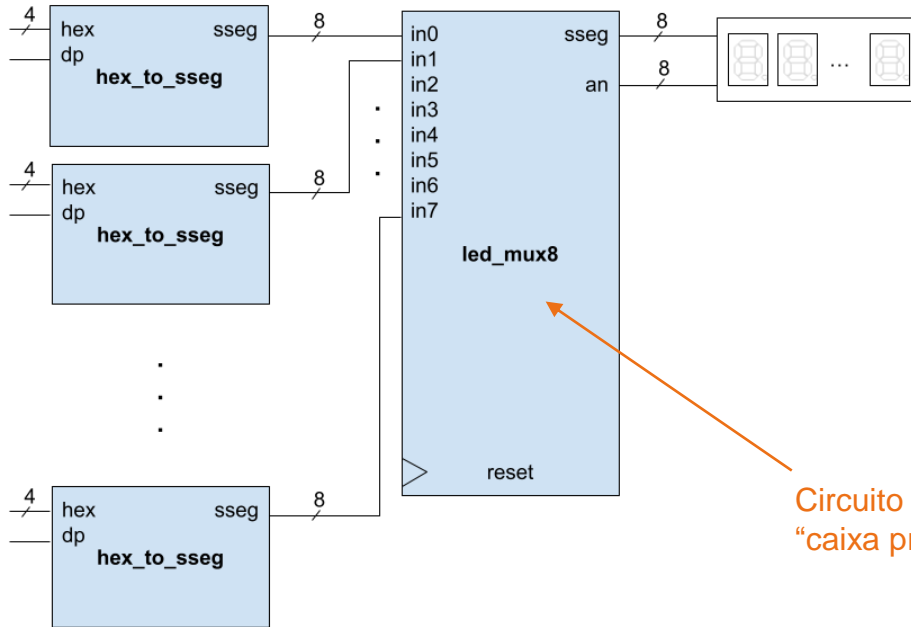 4
hex
sseg
8
dp
hex_to_sseg
4
hex
sseg
8
dp
hex_to_sseg
4
hex
sseg
8
dp
hex_to_sseg
in0
sseg
8
in1
in2
an
8
in3
in4
in5
in6
in7
led_mux8
reset
...
Circuito
“caixa